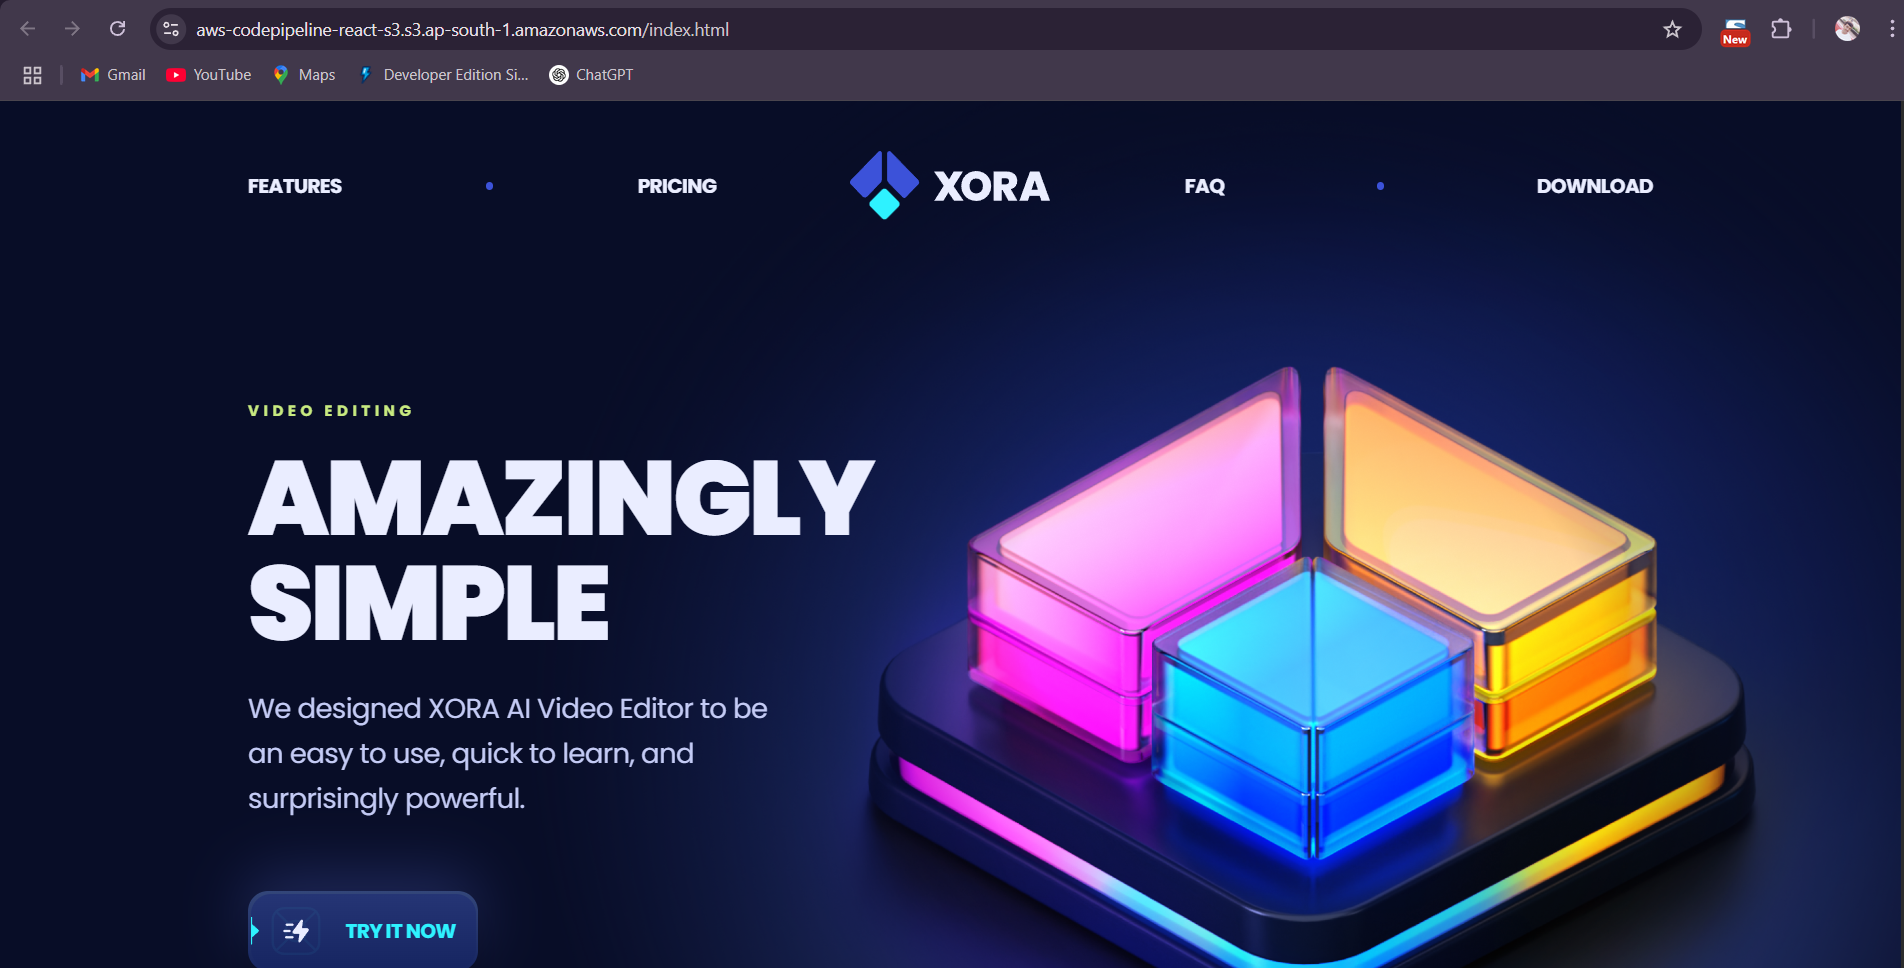 aws-codepipeline-react-s3.s3.ap-south-1.amazonaws.com/index.html
New
Gmail
YouTube
Maps
Developer Edition Si...
ChatGPT
FEATURES
PRICING
XORA
FAQ
DOWNLOAD
VIDEO EDITING
AMAZINGLY
SIMPLE
We designed XORA AI Video Editor to be
an easy to use, quick to learn, and
surprisingly powerful.
TRY IT NOW